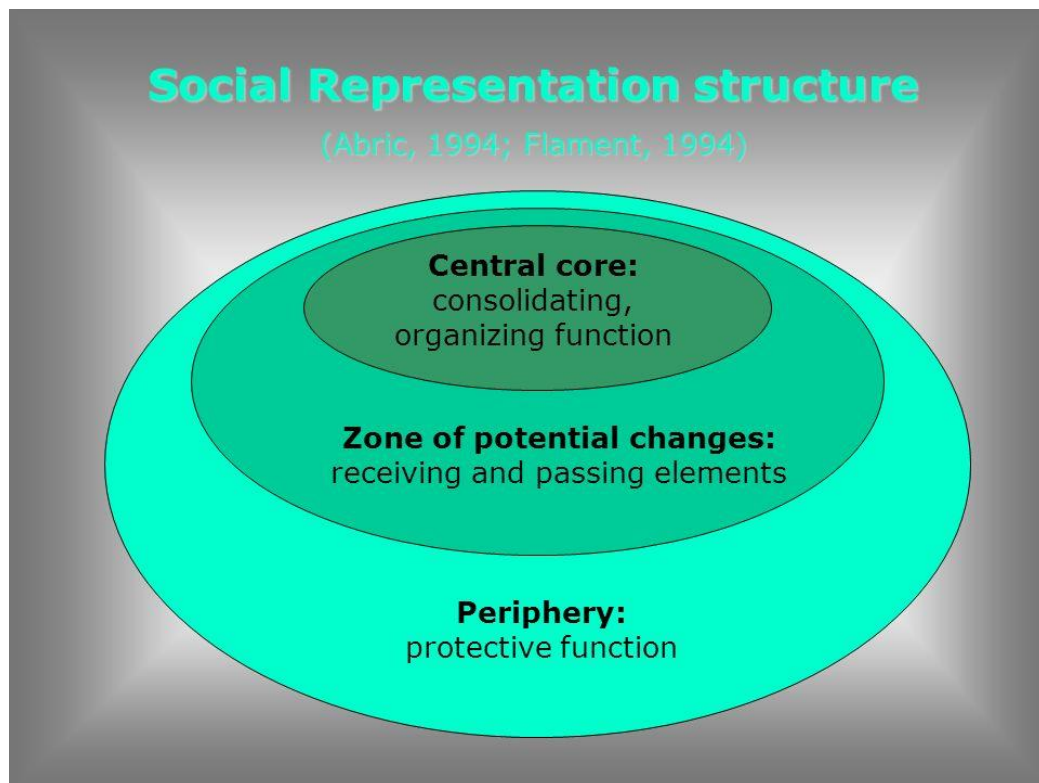 Social Representation structure
(Abric, 1994; Flament, 1994)
Central core:
consolidating,
organizing function
Zone of potential changes:
receiving and passing elements
Periphery:
protective function